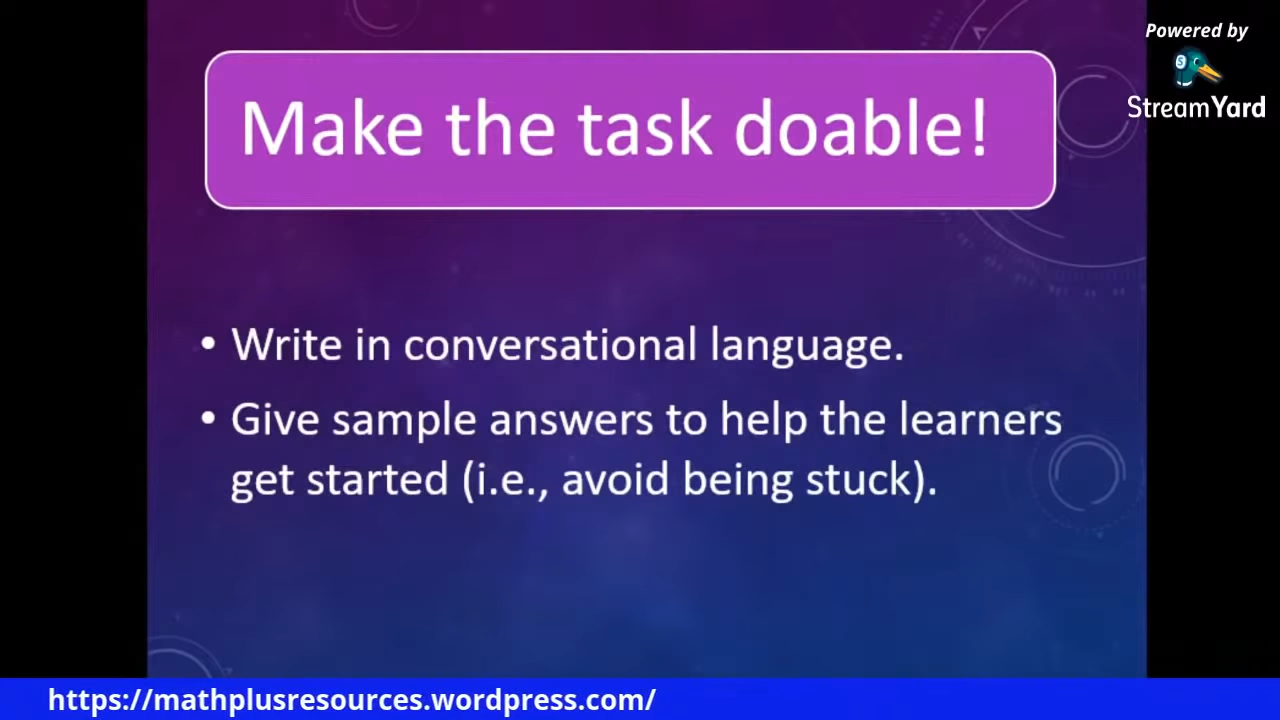 Powered by
StreamYard
Make the task doable!
• Write in conversational language.
• Give sample answers to help the learners
get started (i.e., avoid being stuck).
https://mathplusresources.wordpress.com/